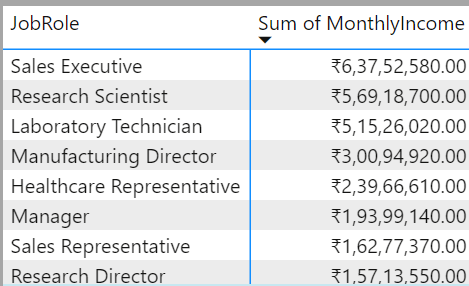 JobRole Sum of MonthlyIncome
Sales Executive ₹6,37,52,580.00
Research Scientist ₹5,69,18,700.00
Laboratory Technician ₹5,15,26,020.00
Manufacturing Director ₹3,00,94,920.00
Healthcare Representative ₹2,39,66,610.00
Manager ₹1,93,99,140.00
Sales Representative ₹1,62,77,370.00
Research Director ₹1,57,13,550.00